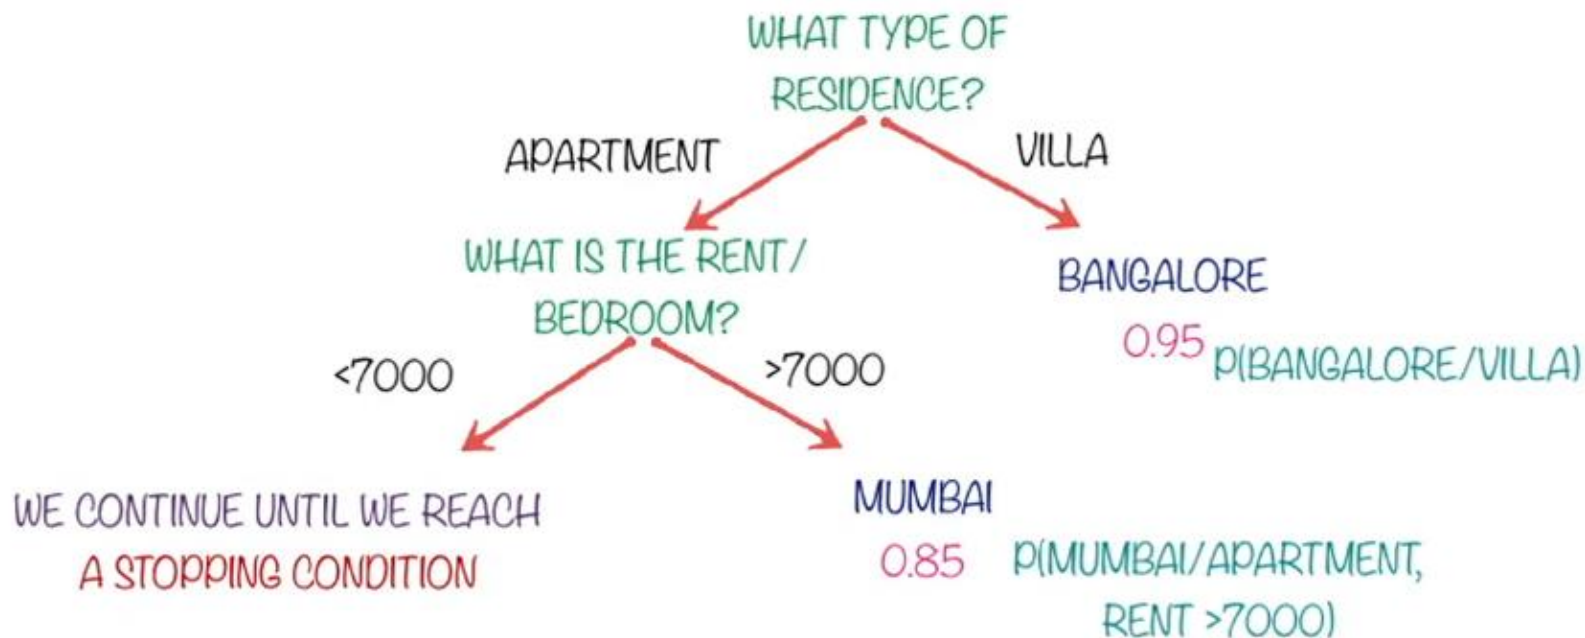 WHAT TYPE OF
RESIDENCE?
APARTMENT
VILLA
WHAT IS THE RENT/
BEDROOM?
BANGALORE
0.95 P(BANGALORE/VILLA)
<7000
>7000
WE CONTINUE UNTIL WE REACH
A STOPPING CONDITION
MUMBAI
0.85 P(MUMBAI/APARTMENT,
RENT >7000)